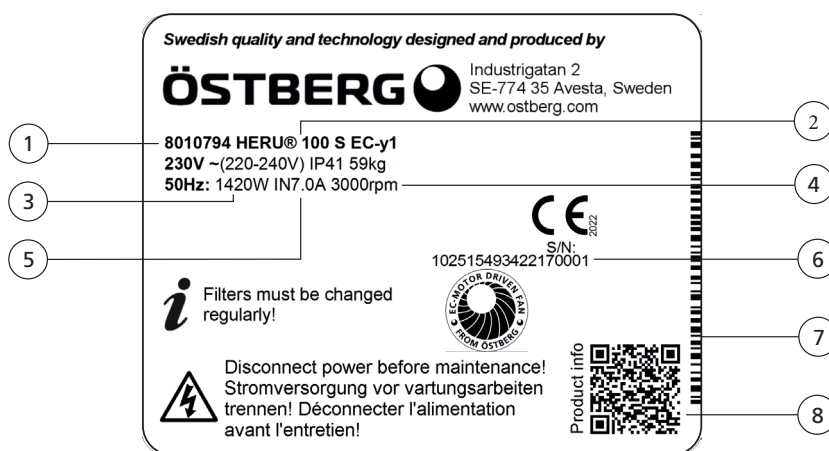 Swedish quality and technology designed and produced by
ÖSTBERG
Industrigatan 2
SE-774 35 Avesta, Sweden
www.ostberg.com
1
2
8010794 HERU® 100 S EC-y1
230V ~(220-240V) IP41 59kg
50Hz: 1420W IN7.0A 3000rpm
3
4
5
CE
2022
S/N:
102515493422170001
6
EC-MOTOR DRIVEN FAN
FROM ÖSTBERG
i
Filters must be changed
regularly!
7
Disconnect power before maintenance!
Stromversorgung vor vartungsarbeiten
trennen! Déconnecter l'alimentation
avant l'entretien!
Product info
8